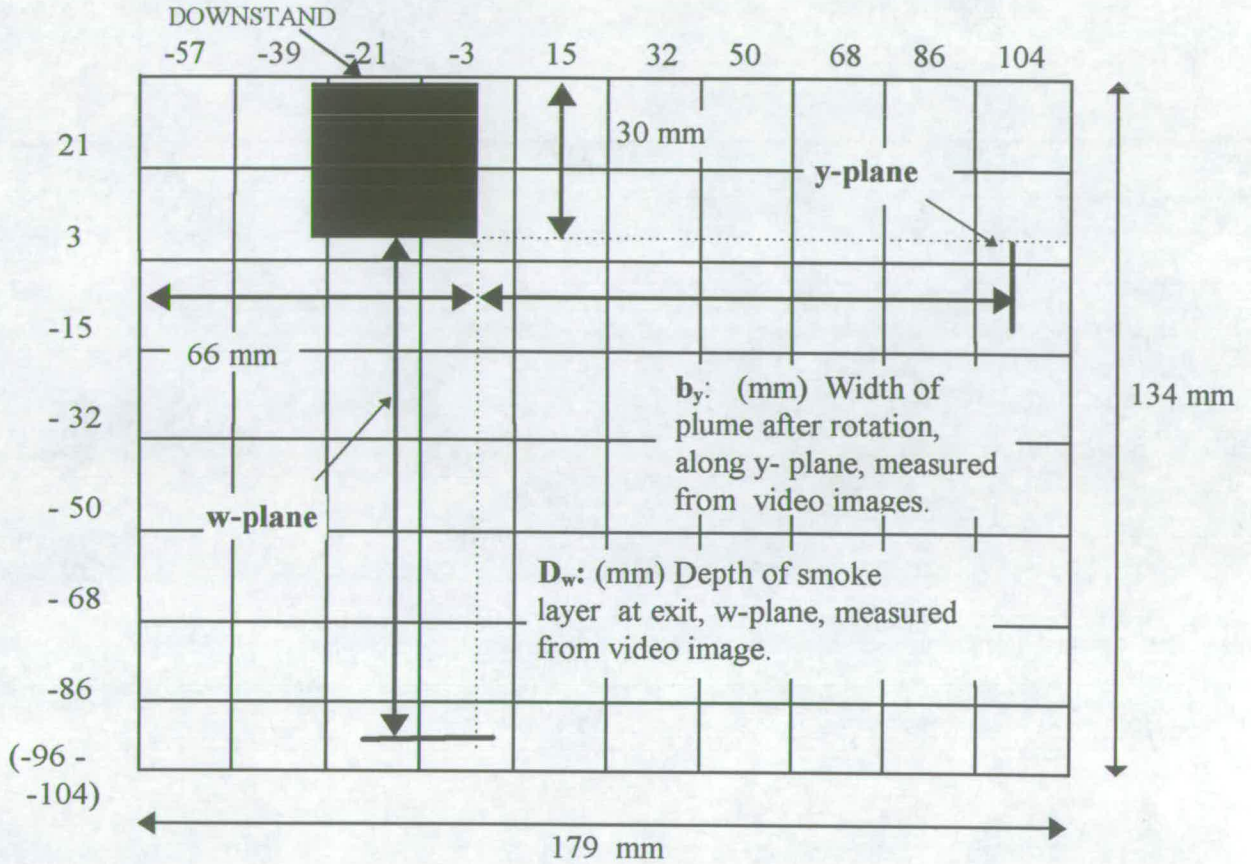 DOWNSTAND
-57 -39 -21 -3 15 32 50 68 86 104
30 mm
21
y-plane
3
-15
66 mm
-32
-50
-68
-86
(-96 -
-104)
w-plane
b_y: (mm) Width of
plume after rotation,
along y- plane, measured
from video images.
134 mm
D_w: (mm) Depth of smoke
layer at exit, w-plane, measured
from video image.
179 mm